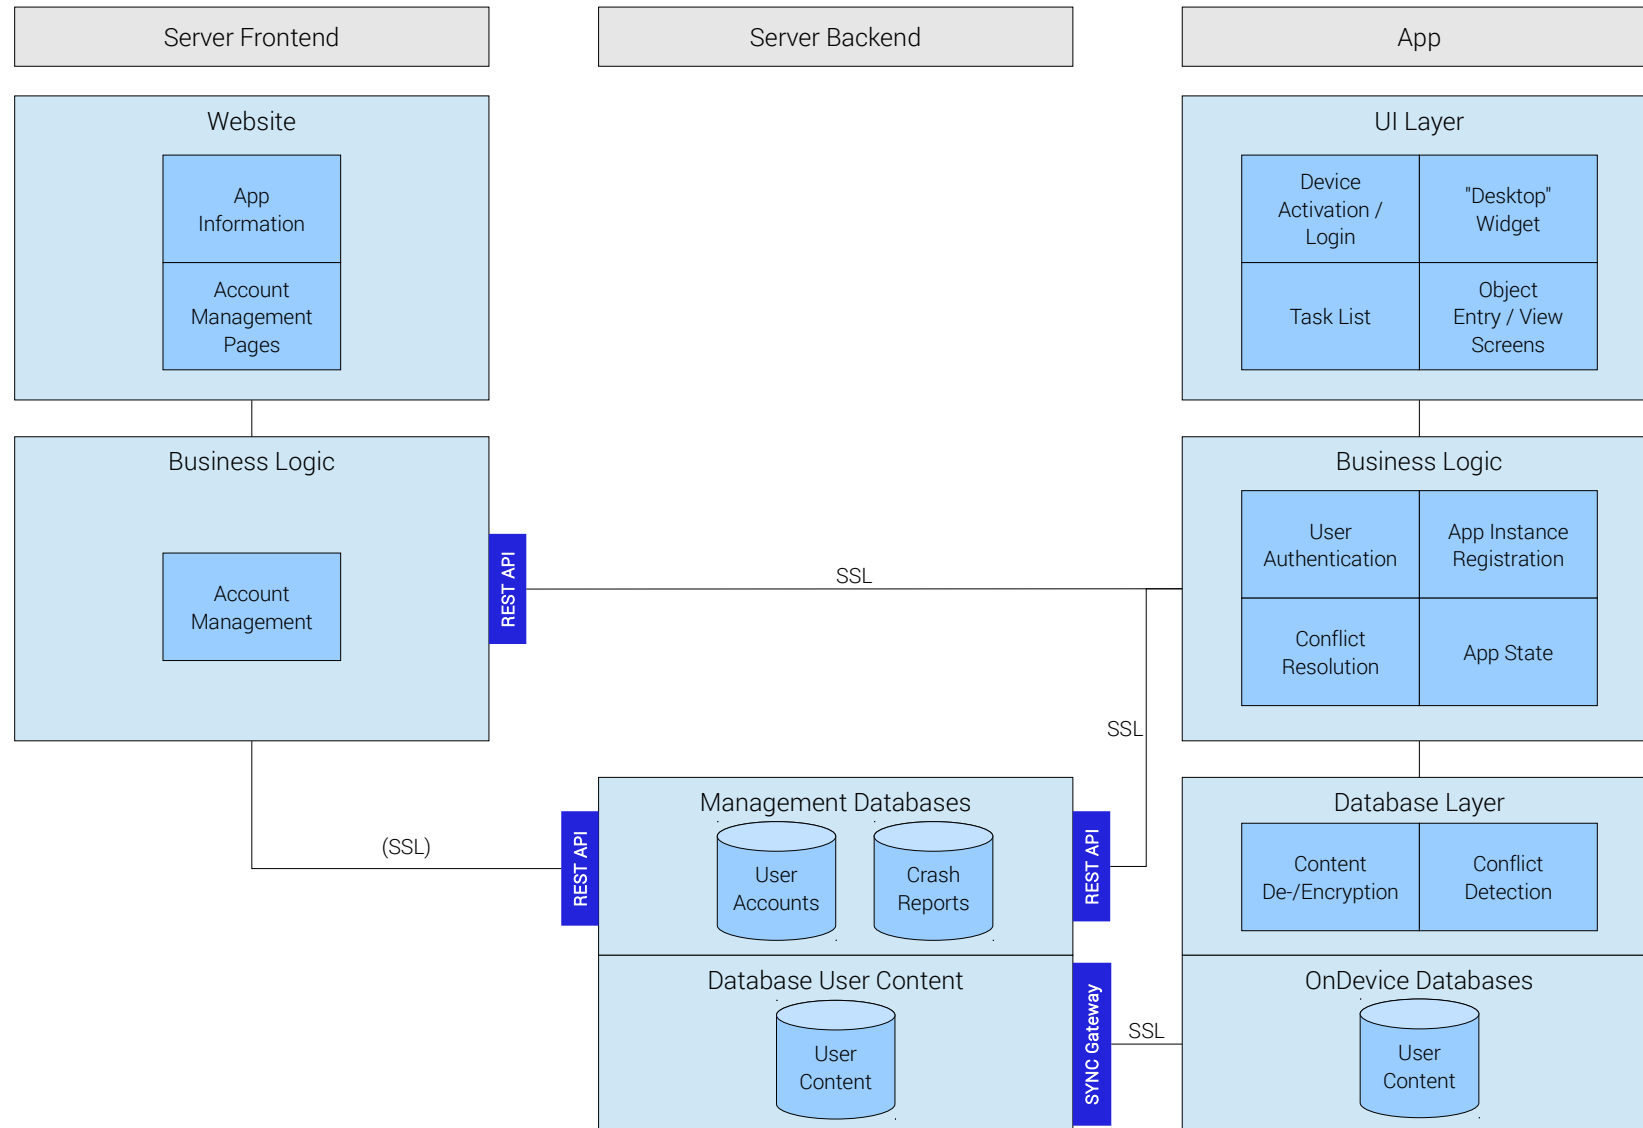 Server Frontend
Server Backend
App
Website
App
Information
Account
Management
Pages
UI Layer
Device
Activation /
Login
"Desktop"
Widget
Task List
Object
Entry / View
Screens
Business Logic
Account
Management
REST API
SSL
Business Logic
User
Authentication
App Instance
Registration
Conflict
Resolution
App State
SSL
(SSL)
REST API
Management Databases
User
Accounts
Crash
Reports
REST API
Database Layer
Content
De-/Encryption
Conflict
Detection
Database User Content
User
Content
SYNC Gateway
SSL
OnDevice Databases
User
Content